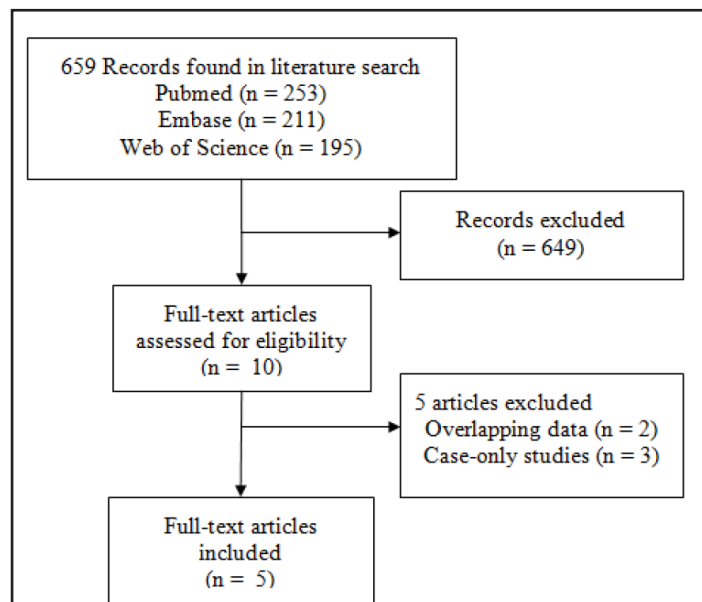 659 Records found in literature search
Pubmed (n = 253)
Embase (n = 211)
Web of Science (n = 195)
Records excluded
(n = 649)
Full-text articles
assessed for eligibility
(n = 10)
5 articles excluded
Overlapping data (n = 2)
Case-only studies (n = 3)
Full-text articles
included
(n = 5)